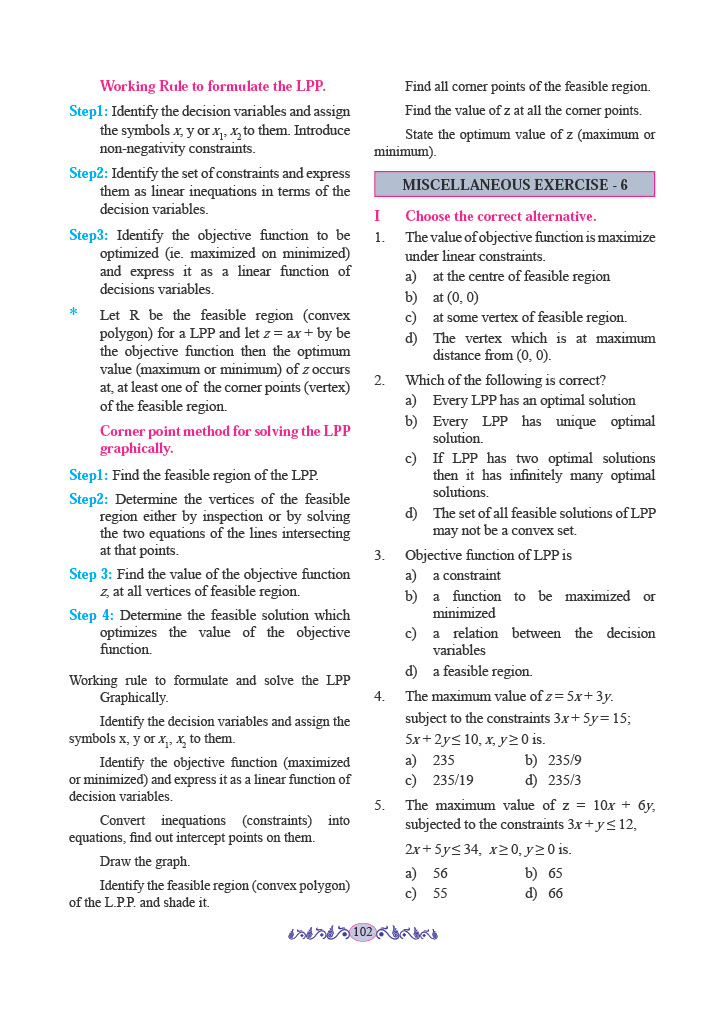 Working Rule to formulate the LPP.
Step1: Identify the decision variables and assign
the symbols x, y or x₁, x₂ to them. Introduce
non-negativity constraints.
Step2: Identify the set of constraints and express
them as linear inequations in terms of the
decision variables.
Step3: Identify the objective function to be
optimized (ie. maximized on minimized)
and express it as a linear function of
decisions variables.
* Let R be the feasible region (convex
polygon) for a LPP and let z = ax + by be
the objective function then the optimum
value (maximum or minimum) of z occurs
at, at least one of the corner points (vertex)
of the feasible region.
Corner point method for solving the LPP
graphically.
Step1: Find the feasible region of the LPP.
Step2: Determine the vertices of the feasible
region either by inspection or by solving
the two equations of the lines intersecting
at that points.
Step 3: Find the value of the objective function
z, at all vertices of feasible region.
Step 4: Determine the feasible solution which
optimizes the value of the objective
function.
Working rule to formulate and solve the LPP
Graphically.
Identify the decision variables and assign the
symbols x, y or x₁, x₂ to them.
Identify the objective function (maximized
or minimized) and express it as a linear function of
decision variables.
Convert inequations (constraints) into
equations, find out intercept points on them.
Draw the graph.
Identify the feasible region (convex polygon)
of the L.P.P. and shade it.
Find all corner points of the feasible region.
Find the value of z at all the corner points.
State the optimum value of z (maximum or
minimum).
MISCELLANEOUS EXERCISE - 6
I Choose the correct alternative.
1. The value of objective function is maximize
under linear constraints.
a) at the centre of feasible region
b) at (0, 0)
c) at some vertex of feasible region.
d) The vertex which is at maximum
distance from (0, 0).
2. Which of the following is correct?
a) Every LPP has an optimal solution
b) Every LPP has unique optimal
solution.
c) If LPP has two optimal solutions
then it has infinitely many optimal
solutions.
d) The set of all feasible solutions of LPP
may not be a convex set.
3. Objective function of LPP is
a) a constraint
b) a function to be maximized or
minimized
c) a relation between the decision
variables
d) a feasible region.
4. The maximum value of z = 5x + 3y.
subject to the constraints 3x + 5y = 15;
5x + 2y ≤ 10, x, y ≥ 0 is.
a) 235 b) 235/9
c) 235/19 d) 235/3
5. The maximum value of z = 10x + 6y,
subjected to the constraints 3x + y ≤ 12,
2x + 5y ≤ 34, x ≥ 0, y ≥ 0 is.
a) 56 b) 65
c) 55 d) 66
102